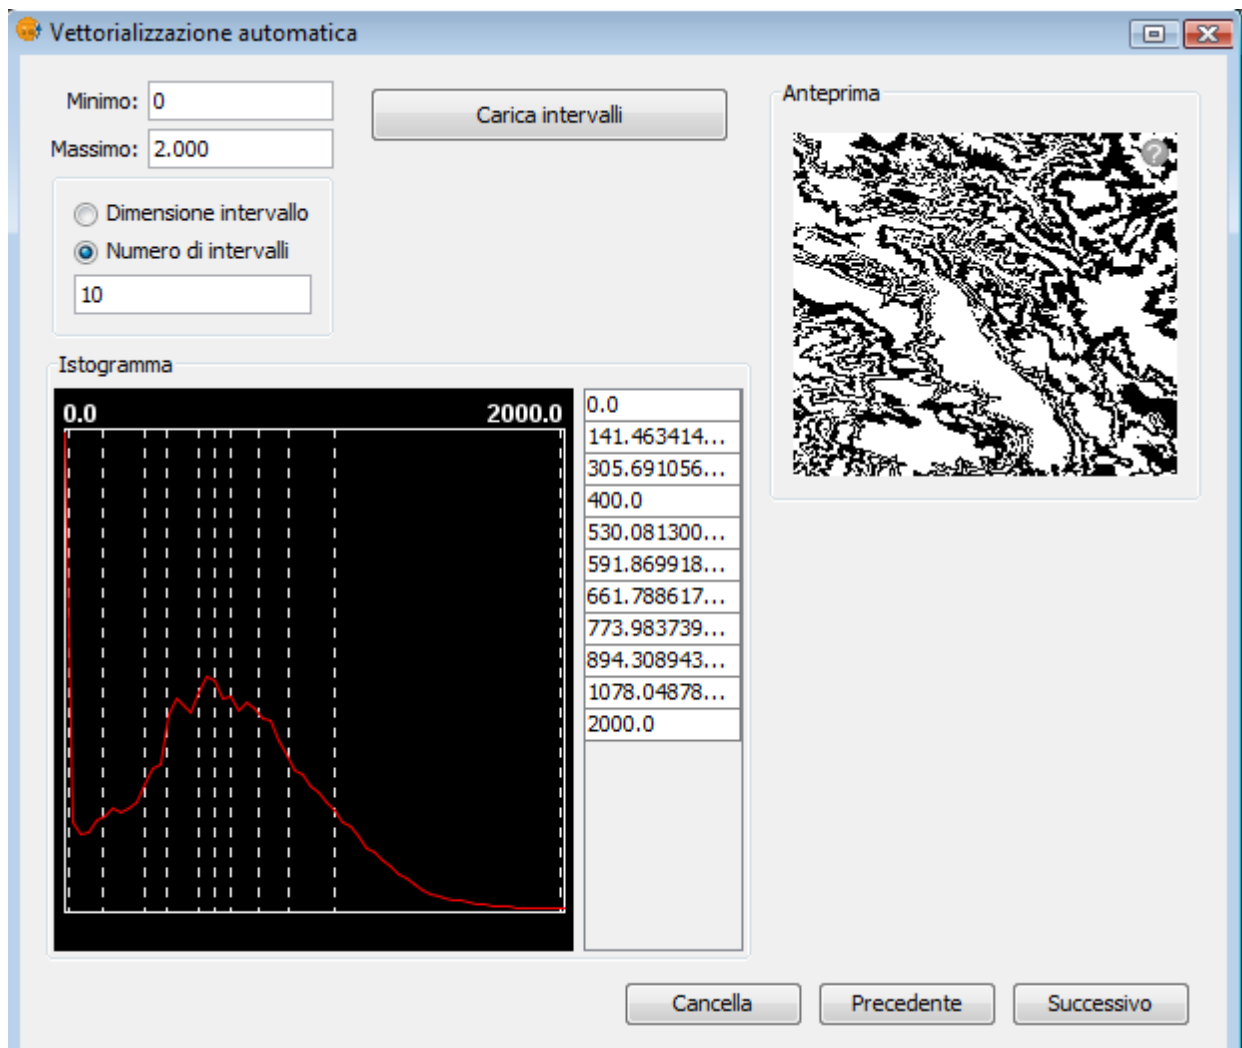 Vettorializzazione automatica
Minimo: 0
Massimo: 2.000
Carica intervalli
Dimensione intervallo
Numero di intervalli
10
Anteprima
?
Istogramma
0.0 2000.0
0.0
141.463414...
305.691056...
400.0
530.081300...
591.869918...
661.788617...
773.983739...
894.308943...
1078.04878...
2000.0
Cancella
Precedente
Successivo